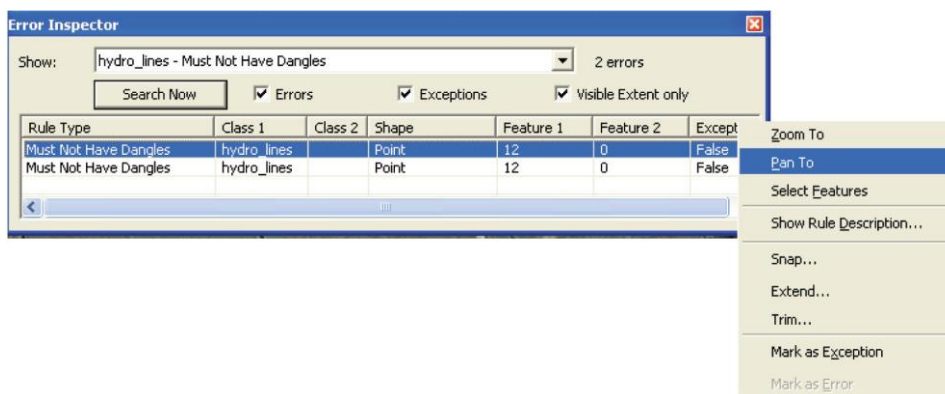 Error Inspector
Show: hydro_lines - Must Not Have Dangles 2 errors
Search Now Errors Exceptions Visible Extent only
Rule Type Class 1 Class 2 Shape Feature 1 Feature 2 Except
Must Not Have Dangles hydro_lines Point 12 0 False
Must Not Have Dangles hydro_lines Point 12 0 False
Zoom To
Pan To
Select Features
Show Rule Description...
Snap...
Extend...
Trim...
Mark as Exception
Mark as Error